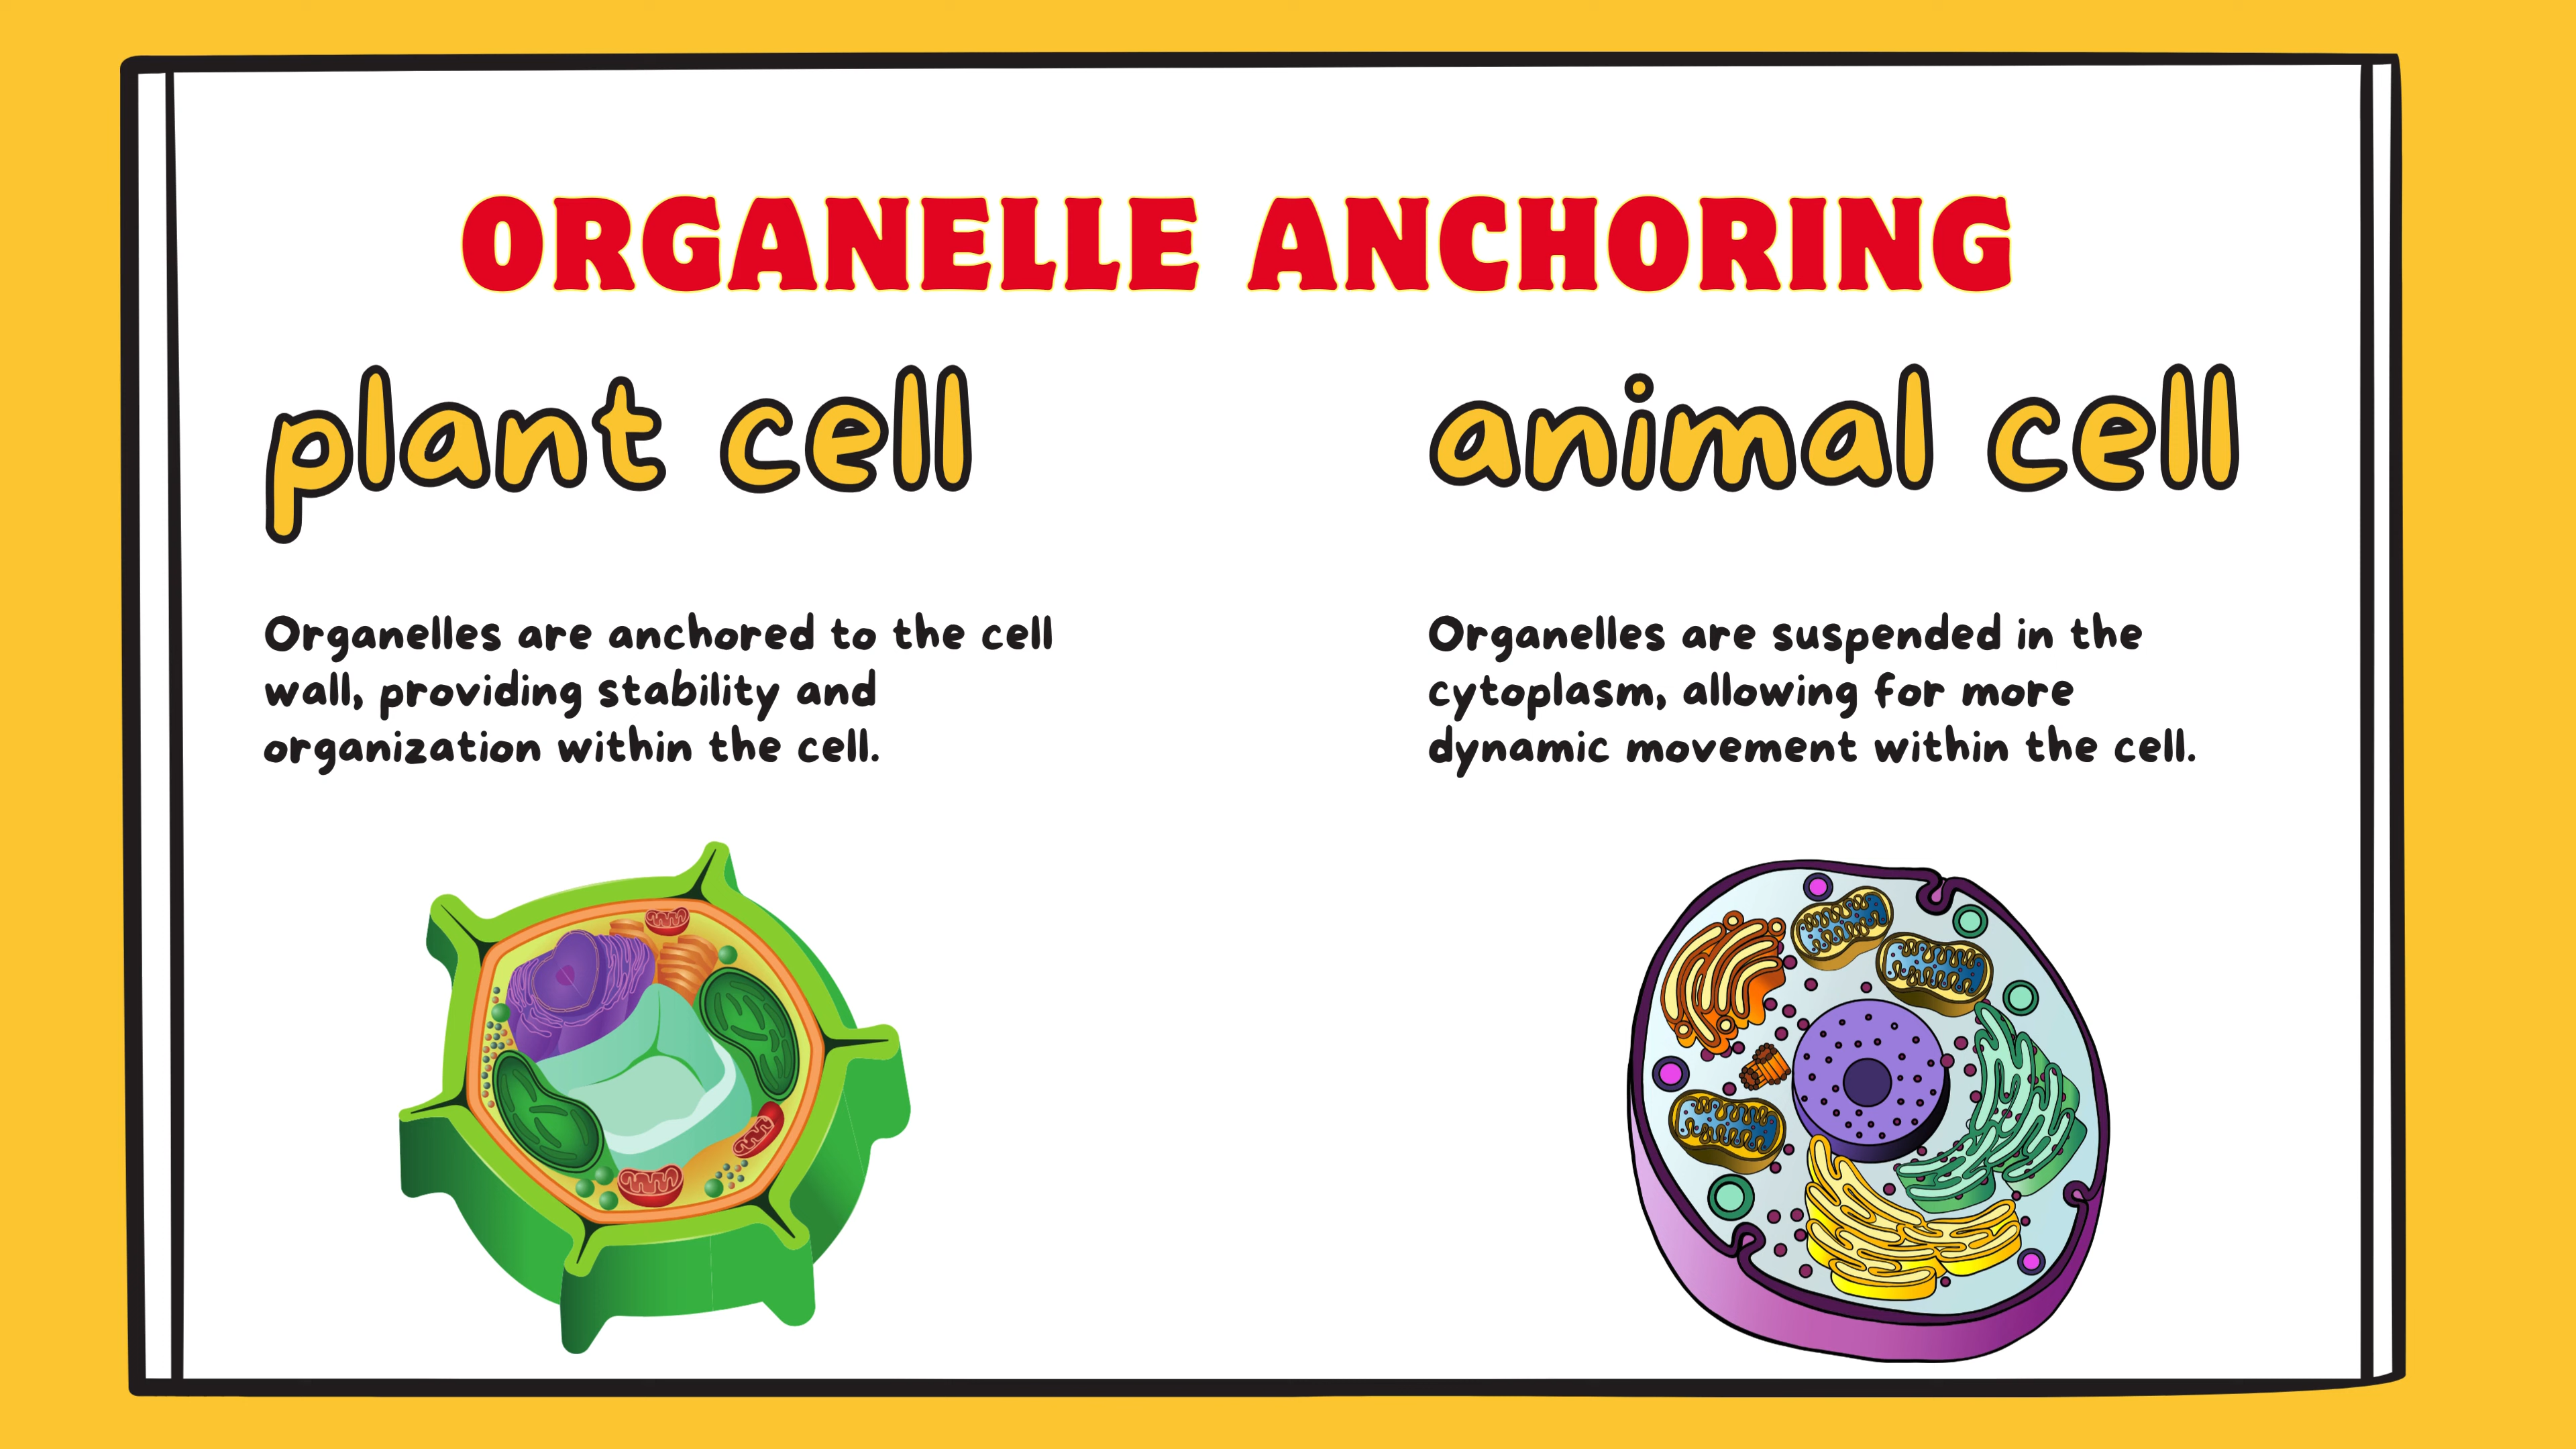 ORGANELLE ANCHORING
plant cell
Organelles are anchored to the cell
wall, providing stability and
organization within the cell.
animal cell
Organelles are suspended in the
cytoplasm, allowing for more
dynamic movement within the cell.